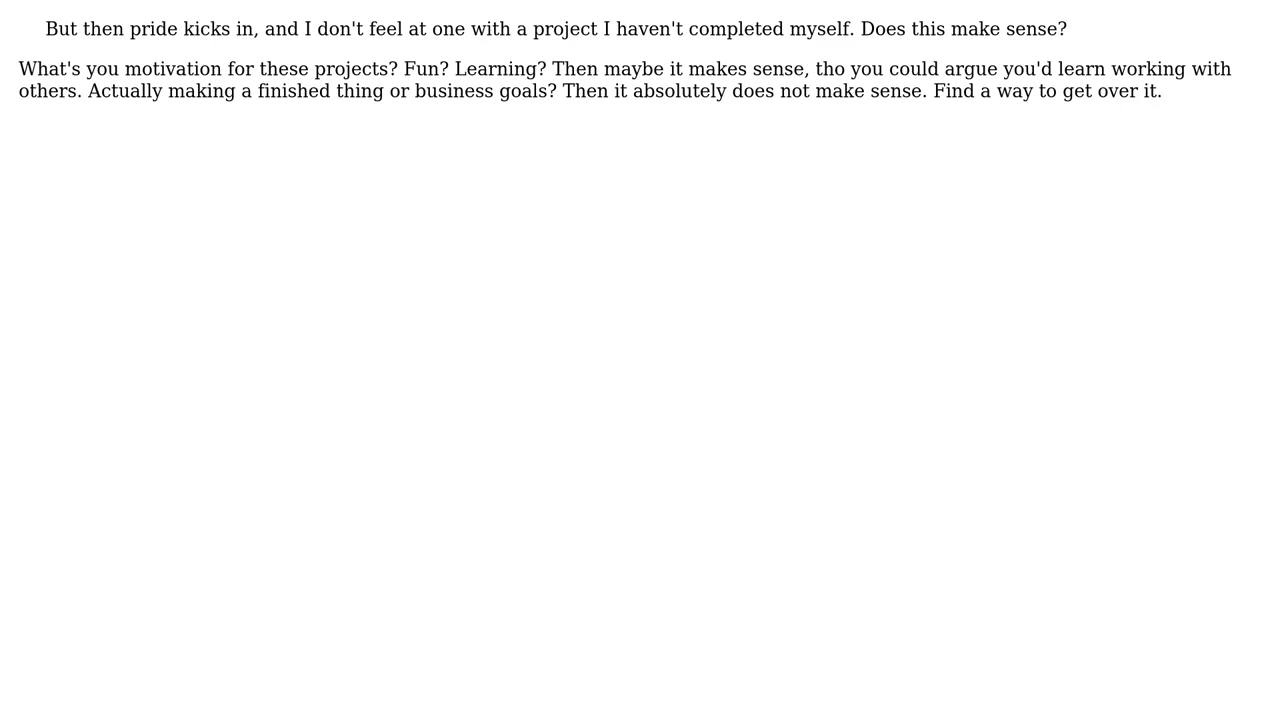 But then pride kicks in, and I don't feel at one with a project I haven't completed myself. Does this make sense?
What's you motivation for these projects? Fun? Learning? Then maybe it makes sense, tho you could argue you'd learn working with
others. Actually making a finished thing or business goals? Then it absolutely does not make sense. Find a way to get over it.